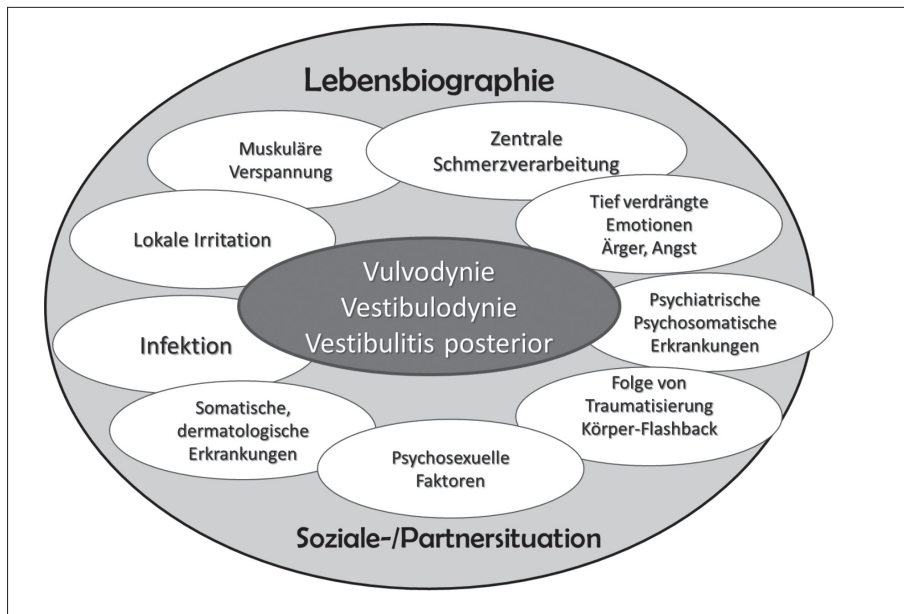 Lebensbiographie
Muskuläre
Verspannung
Zentrale
Schmerzverarbeitung
Lokale Irritation
Tief verdrängte
Emotionen
Ärger, Angst
Vulvodynie
Vestibulodynie
Vestibulitis posterior
Infektion
Psychiatrische
Psychosomatische
Erkrankungen
Somatische,
dermatologische
Erkrankungen
Psychosexuelle
Faktoren
Folge von
Traumatisierung
Körper-Flashback
Soziale-/Partnersituation